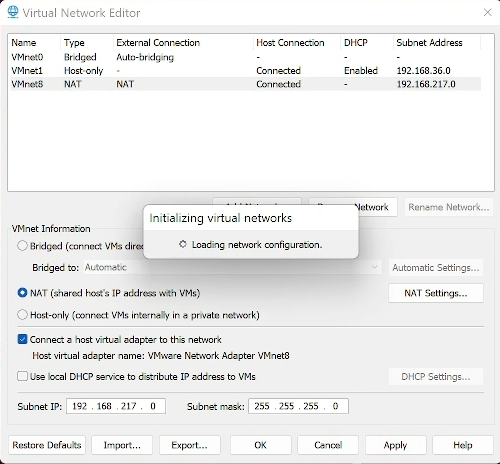 Virtual Network Editor
Name Type External Connection Host Connection DHCP Subnet Address
VMnet0 Bridged Auto-bridging - - -
VMnet1 Host-only - Connected Enabled 192.168.36.0
VMnet8 NAT NAT Connected - 192.168.217.0
Network Rename Network...
Initializing virtual networks
Loading network configuration.
VMnet Information
Bridged (connect VMs direc
Bridged to: Automatic Automatic Settings...
NAT (shared host's IP address with VMs) NAT Settings...
Host-only (connect VMs internally in a private network)
Connect a host virtual adapter to this network
Host virtual adapter name: VMware Network Adapter VMnet8
Use local DHCP service to distribute IP address to VMs DHCP Settings...
Subnet IP: 192 . 168 . 217 . 0 Subnet mask: 255 . 255 . 255 . 0
Restore Defaults Import... Export... OK Cancel Apply Help